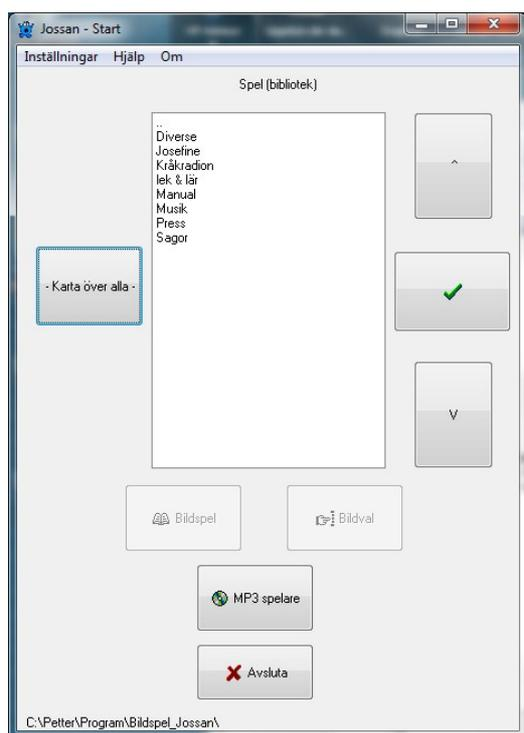 Jossan - Start
Inställningar Hjälp Om
Spel (bibliotek)
..
Diverse
Josefine
Kråkradion
lek & lär
Manual
Musik
Press
Sagor
^
- Karta över alla -
V
Bildspel
Bildval
MP3 spelare
Avsluta
C:\Petter\Program\Bildspel_Jossan\